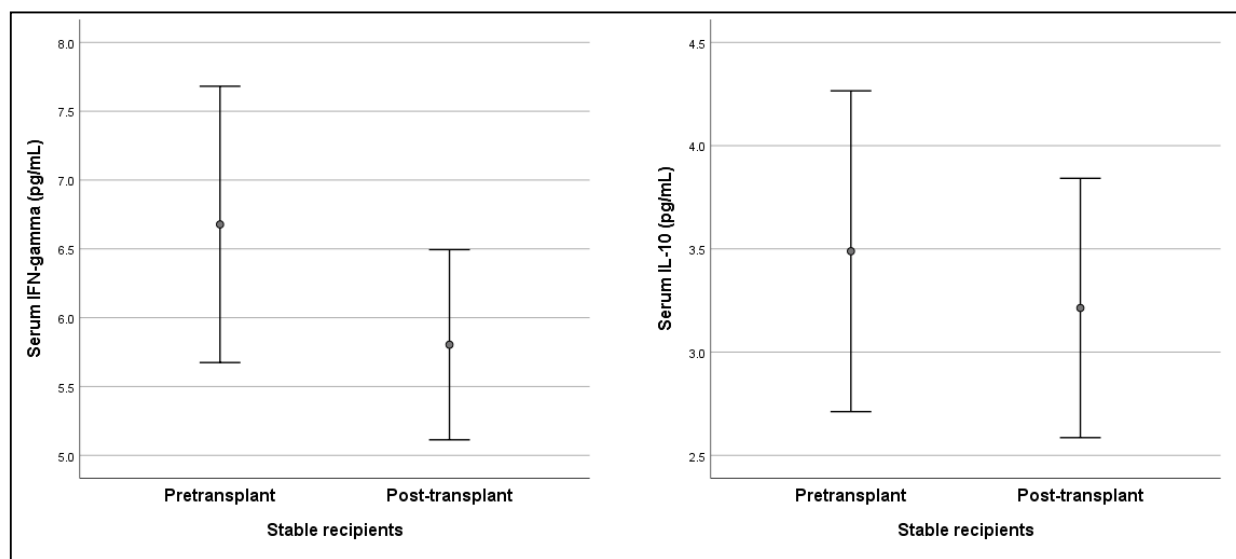 Serum IFN-gamma (pg/mL)
8.0
7.5
7.0
6.5
6.0
5.5
5.0
Pretransplant Post-transplant
Stable recipients
Serum IL-10 (pg/mL)
4.5
4.0
3.5
3.0
2.5
Pretransplant Post-transplant
Stable recipients